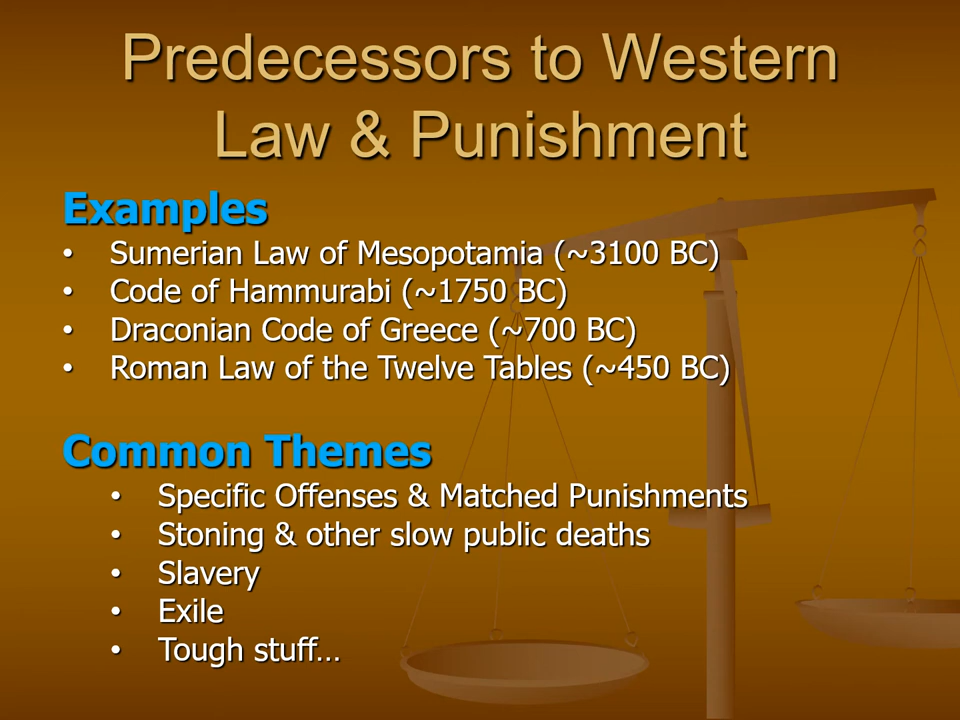 Predecessors to Western
Law & Punishment
Examples
• Sumerian Law of Mesopotamia (~3100 BC)
• Code of Hammurabi (~1750 BC)
• Draconian Code of Greece (~700 BC)
• Roman Law of the Twelve Tables (~450 BC)
Common Themes
• Specific Offenses & Matched Punishments
• Stoning & other slow public deaths
• Slavery
• Exile
• Tough stuff…